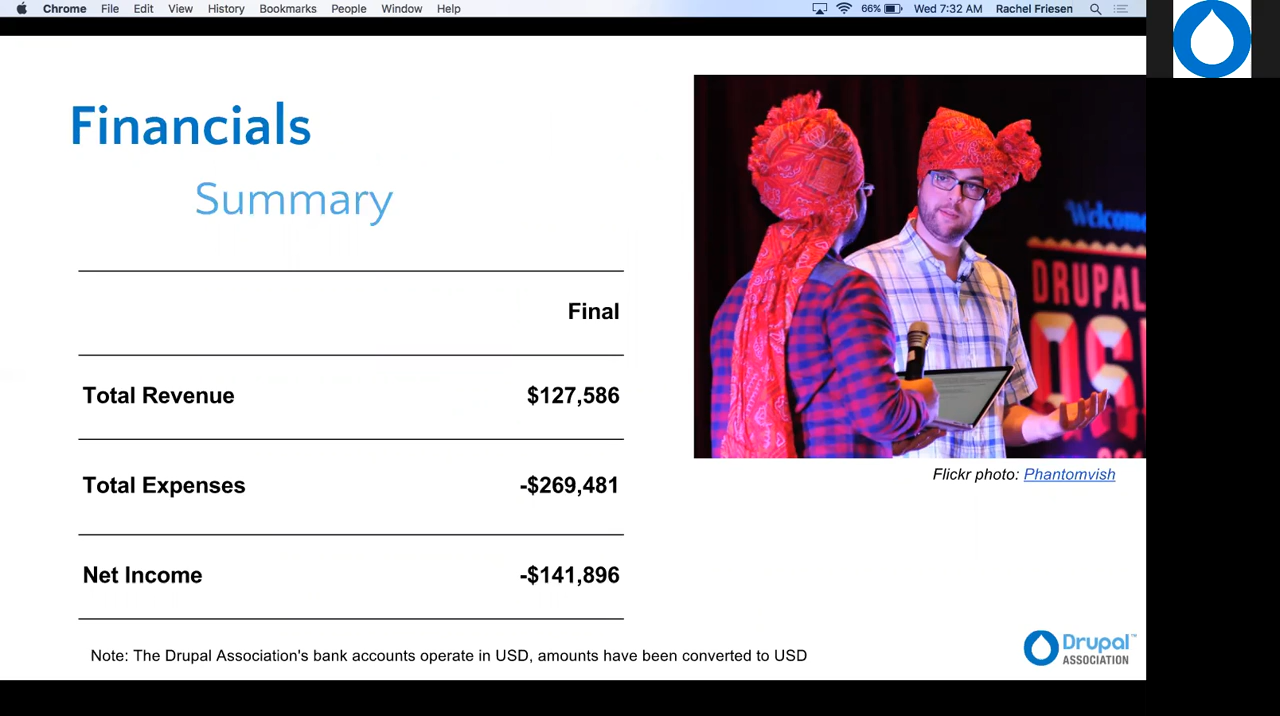 Chrome File Edit View History Bookmarks People Window Help 66% Wed 7:32 AM Rachel Friesen
Financials
Summary
Final
Total Revenue $127,586
Total Expenses -$269,481
Net Income -$141,896
Note: The Drupal Association's bank accounts operate in USD, amounts have been converted to USD
Welcome
DRUPAL
Flickr photo: Phantomvish
Drupal™
ASSOCIATION